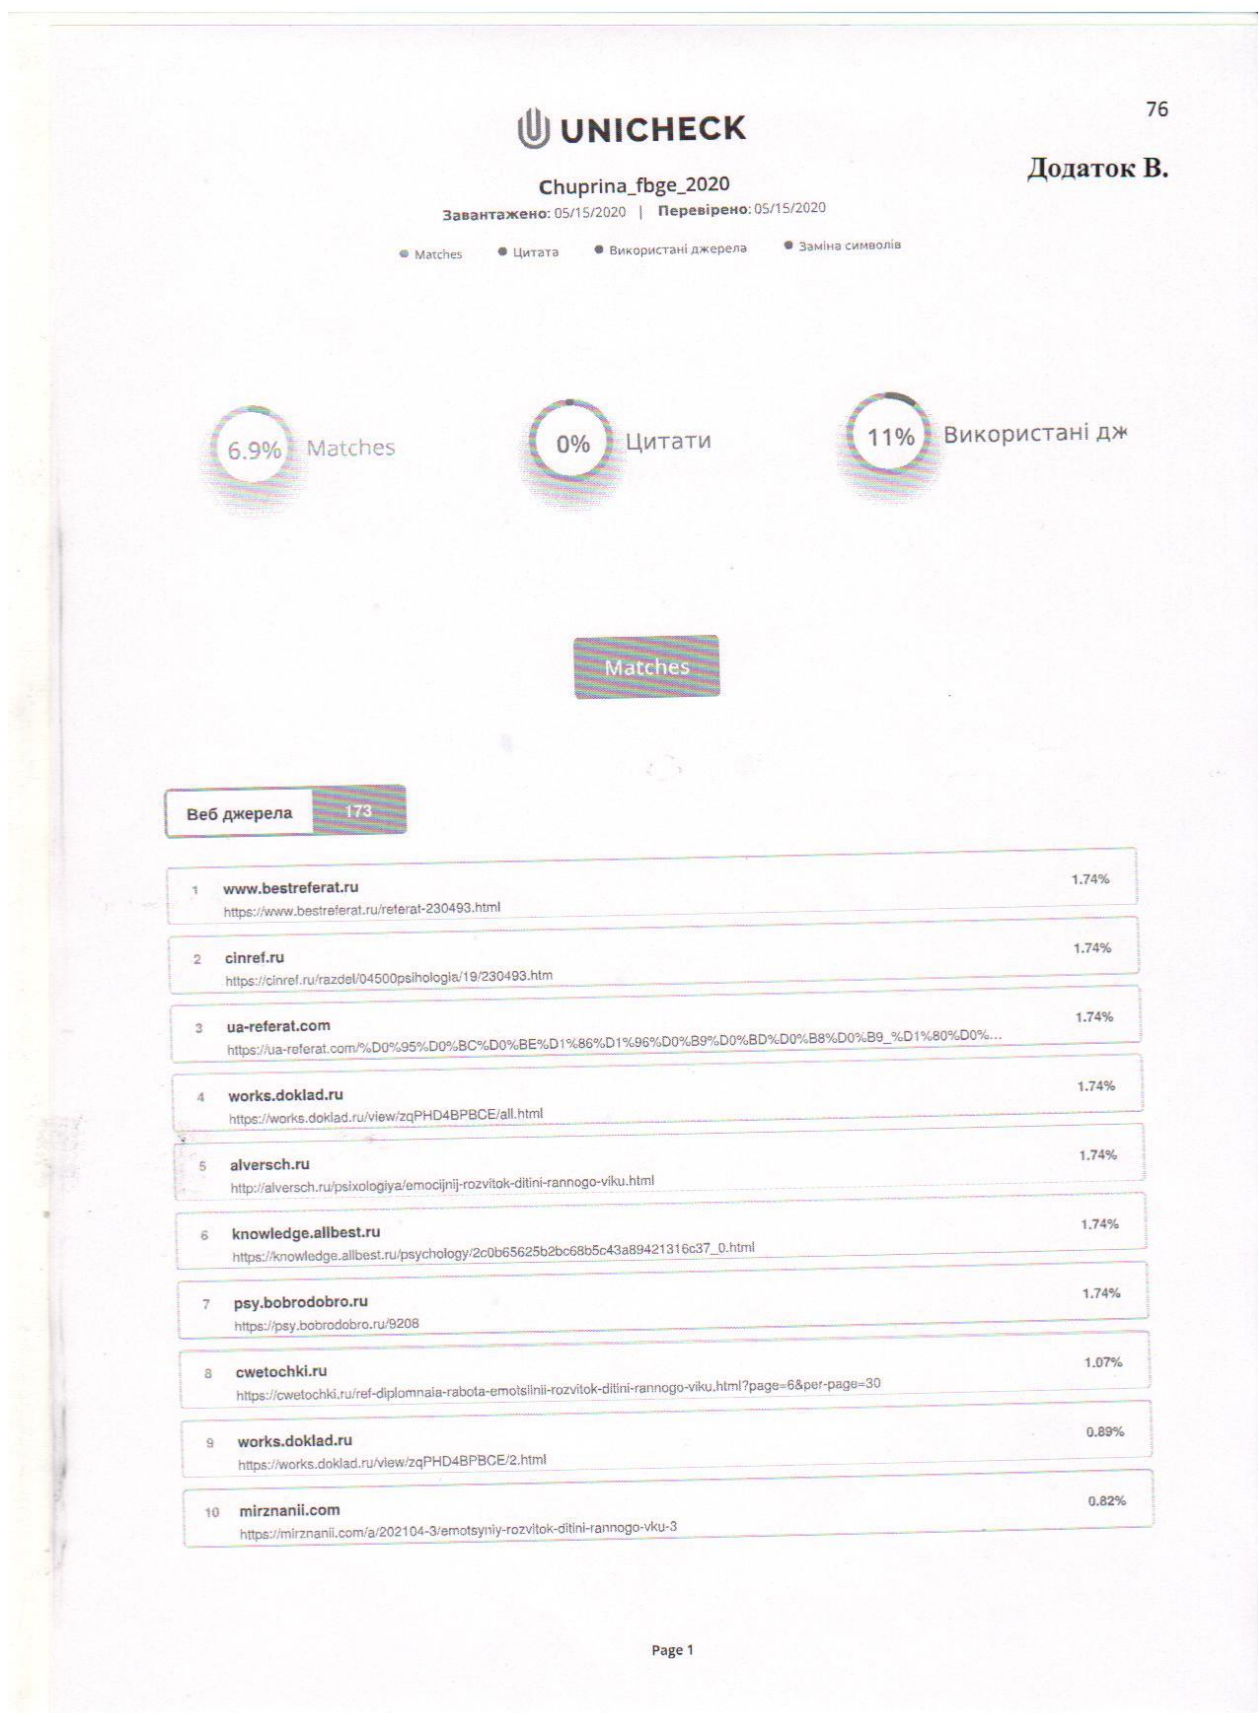 76
UNICHECK
Додаток В.
Chuprina_fbge_2020
Завантажено: 05/15/2020 | Перевірено: 05/15/2020
Matches Цитата Використані джерела Заміна символів
6.9% Matches 0% Цитати 11% Використані дж
Matches
Веб джерела 173
1 www.bestreferat.ru 1.74%
https://www.bestreferat.ru/referat-230493.html
2 cinref.ru 1.74%
https://cinref.ru/razdel/04500psihologia/19/230493.htm
3 ua-referat.com 1.74%
https://ua-referat.com/%D0%95%D0%BC%D0%BE%D1%86%D1%96%D0%B9%D0%BD%D0%B8%D0%B9_%D1%80%D0%...
4 works.doklad.ru 1.74%
https://works.doklad.ru/view/zqPHD4BPBCE/all.html
5 alversch.ru 1.74%
http://alversch.ru/psixologiya/emocijnij-rozvitok-ditini-rannogo-viku.html
6 knowledge.allbest.ru 1.74%
https://knowledge.allbest.ru/psychology/2c0b65625b2bc68b5c43a89421316c37_0.html
7 psy.bobrodobro.ru 1.74%
https://psy.bobrodobro.ru/9208
8 cwetochki.ru 1.07%
https://cwetochki.ru/ref-diplomnaia-rabota-emotsiinii-rozvitok-ditini-rannogo-viku.html?page=6&per-page=30
9 works.doklad.ru 0.89%
https://works.doklad.ru/view/zqPHD4BPBCE/2.html
10 mirznanii.com 0.82%
https://mirznanii.com/a/202104-3/emotsyniy-rozvitok-ditini-rannogo-vku-3
Page 1